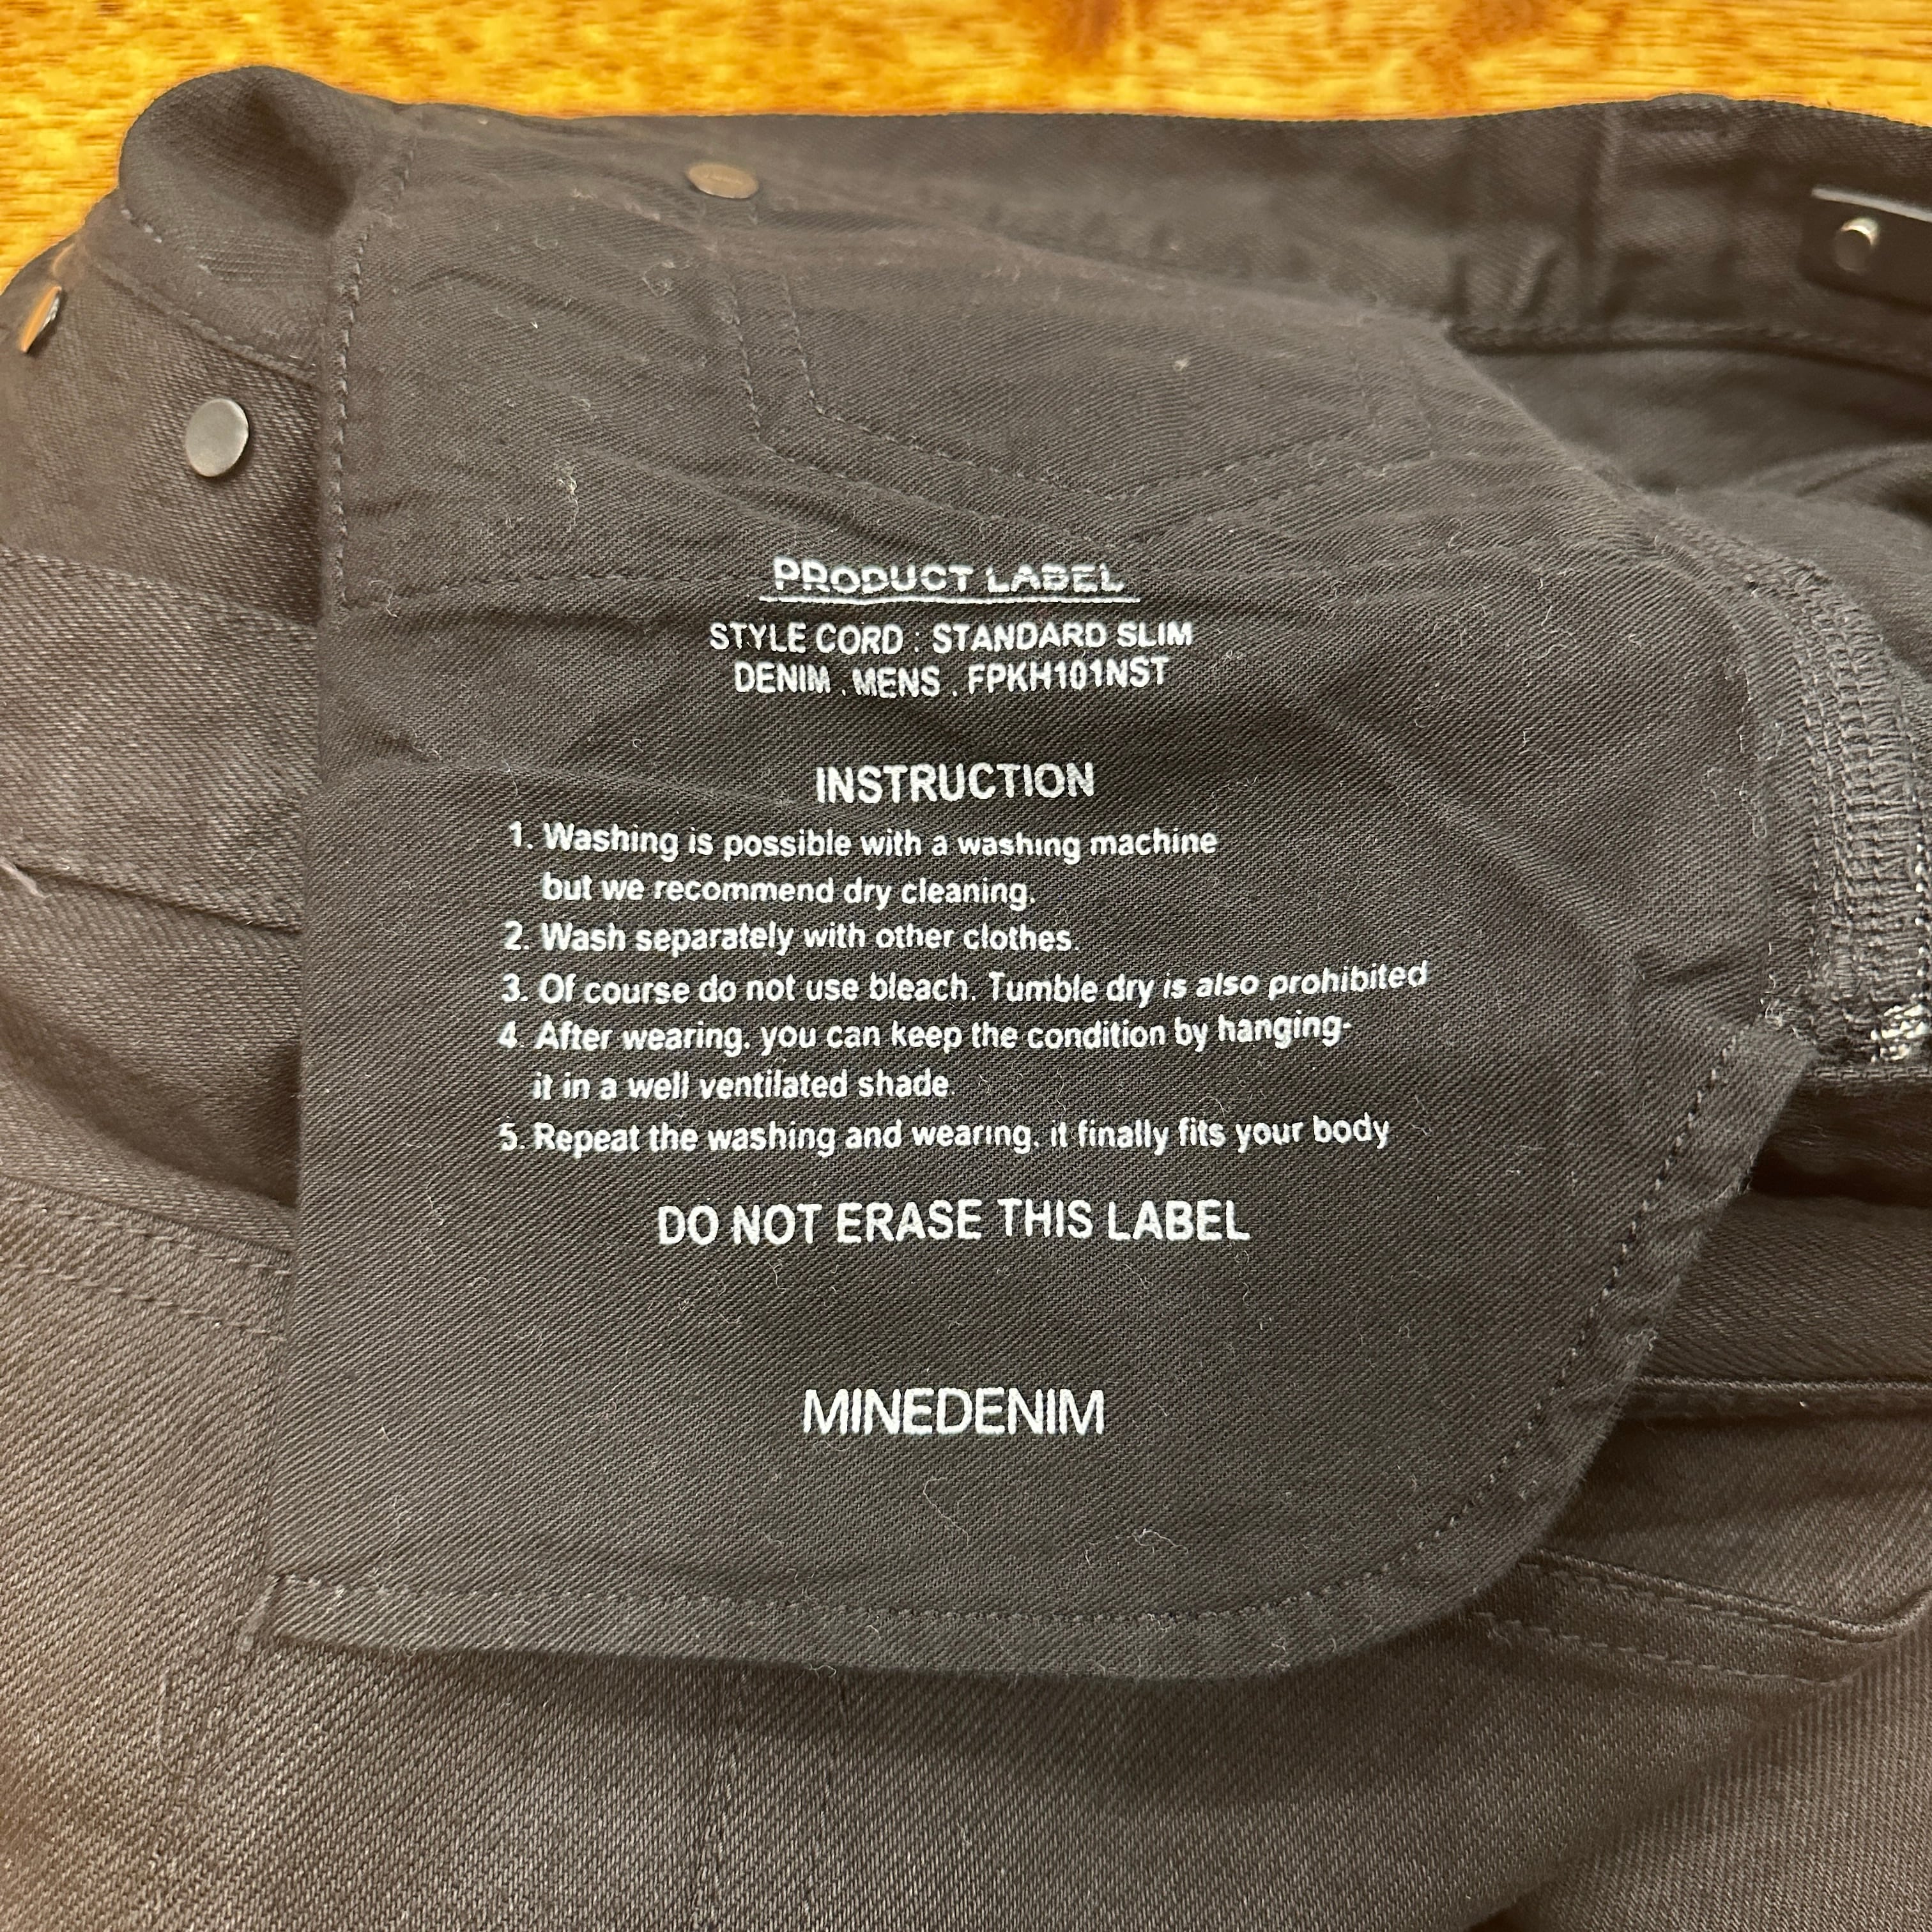 PRODUCT LABEL
STYLE CORD : STANDARD SLIM
DENIM . MENS . FPKH101NST
INSTRUCTION
1. Washing is possible with a washing machine
but we recommend dry cleaning.
2. Wash separately with other clothes.
3. Of course do not use bleach. Tumble dry is also prohibited
4. After wearing, you can keep the condition by hanging-
it in a well ventilated shade.
5. Repeat the washing and wearing, it finally fits your body
DO NOT ERASE THIS LABEL
MINEDENIM